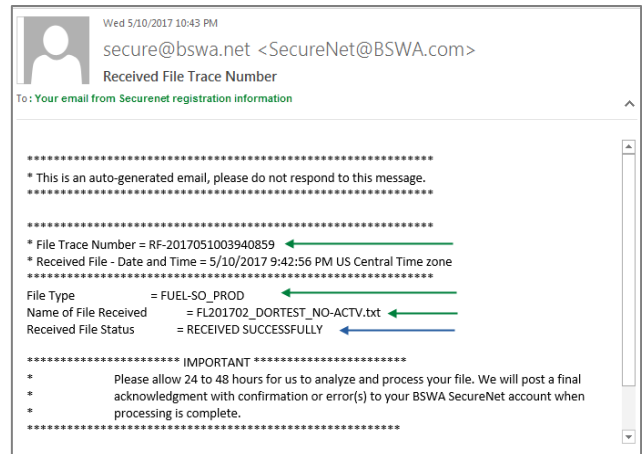 Wed 5/10/2017 10:43 PM
secure@bswa.net <SecureNet@BSWA.com>
Received File Trace Number
To: Your email from Securenet registration information
**************************************************************
* This is an auto-generated email, please do not respond to this message.
**************************************************************
**************************************************************
* File Trace Number = RF-2017051003940859
* Received File - Date and Time = 5/10/2017 9:42:56 PM US Central Time zone
**************************************************************
File Type = FUEL-SO_PROD
Name of File Received = FL201702_DORTEST_NO-ACTV.txt
Received File Status = RECEIVED SUCCESSFULLY
*********************** IMPORTANT ***********************
* Please allow 24 to 48 hours for us to analyze and process your file. We will post a final
* acknowledgment with confirmation or error(s) to your BSWA SecureNet account when
* processing is complete.
*********************************************************